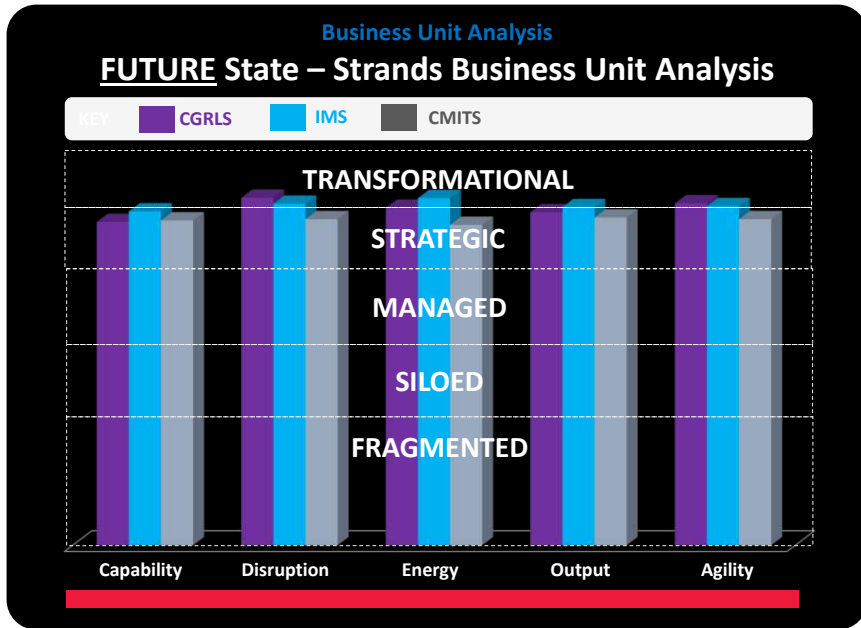 Business Unit Analysis
FUTURE State – Strands Business Unit Analysis
KEY CGRLS IMS CMITS
TRANSFORMATIONAL
STRATEGIC
MANAGED
SILOED
FRAGMENTED
Capability Disruption Energy Output Agility